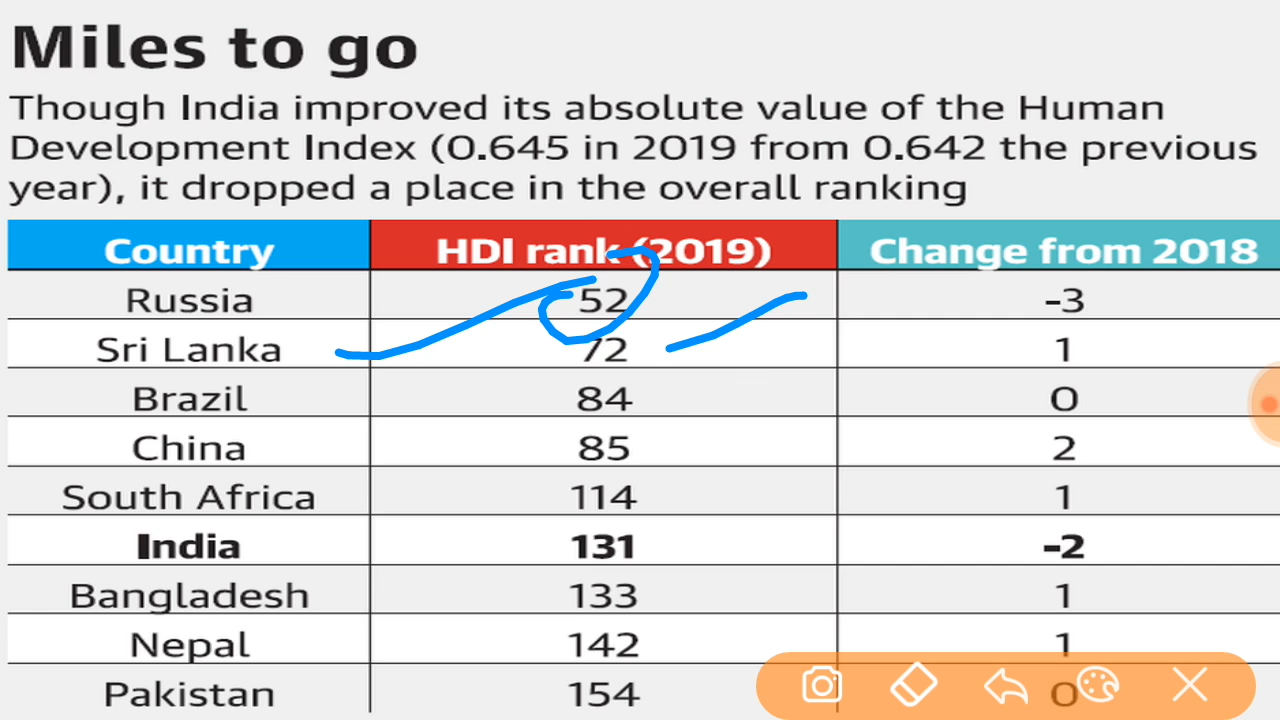 Miles to go
Though India improved its absolute value of the Human
Development Index (0.645 in 2019 from 0.642 the previous
year), it dropped a place in the overall ranking
Country HDI rank (2019) Change from 2018
Russia 52 -3
Sri Lanka 72 1
Brazil 84 0
China 85 2
South Africa 114 1
India 131 -2
Bangladesh 133 1
Nepal 142 1
Pakistan 154 0